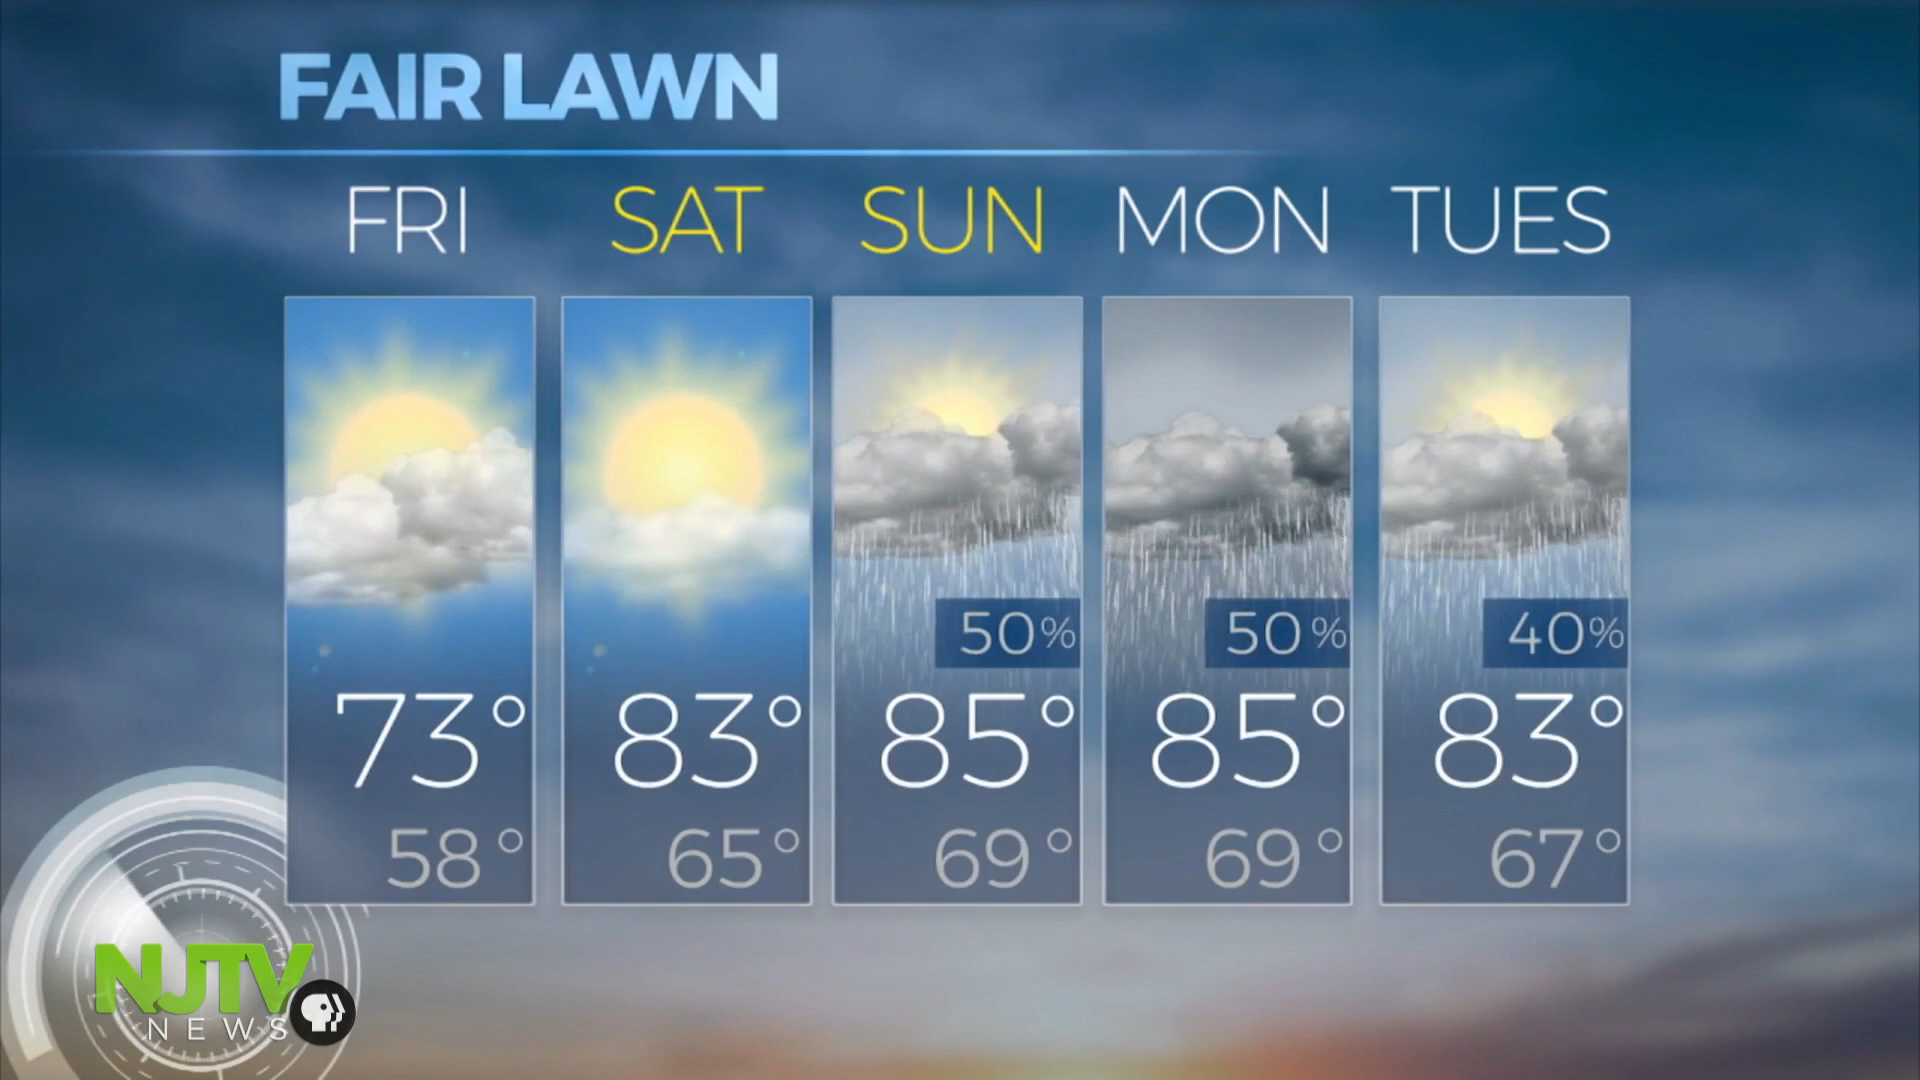 FAIR LAWN
FRI SAT SUN MON TUES
50% 50% 40%
73° 83° 85° 85° 83°
58° 65° 69° 69° 67°
NJTV
NEWS